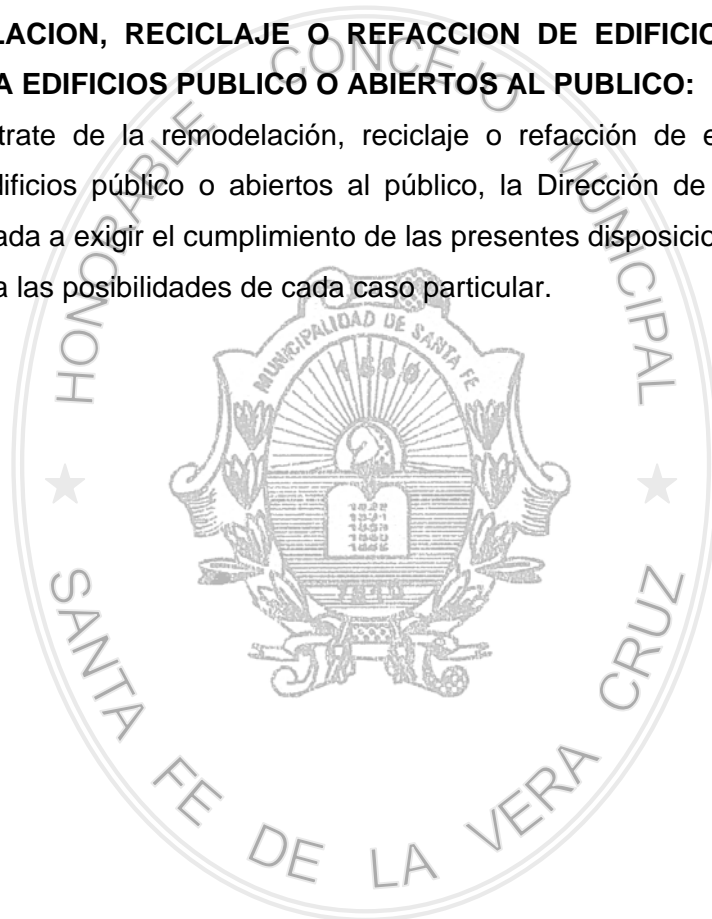 LACION, RECICLAJE O REFACCION DE EDIFICIO
A EDIFICIOS PUBLICO O ABIERTOS AL PUBLICO:
trate de la remodelación, reciclaje o refacción de e
dificios público o abiertos al público, la Dirección de
ada a exigir el cumplimiento de las presentes disposicio
a las posibilidades de cada caso particular.
HONORABLE CONCEJO MUNICIPAL
MUNICIPALIDAD DE SANTA FE
1573
SANTA FE DE LA VERA CRUZ